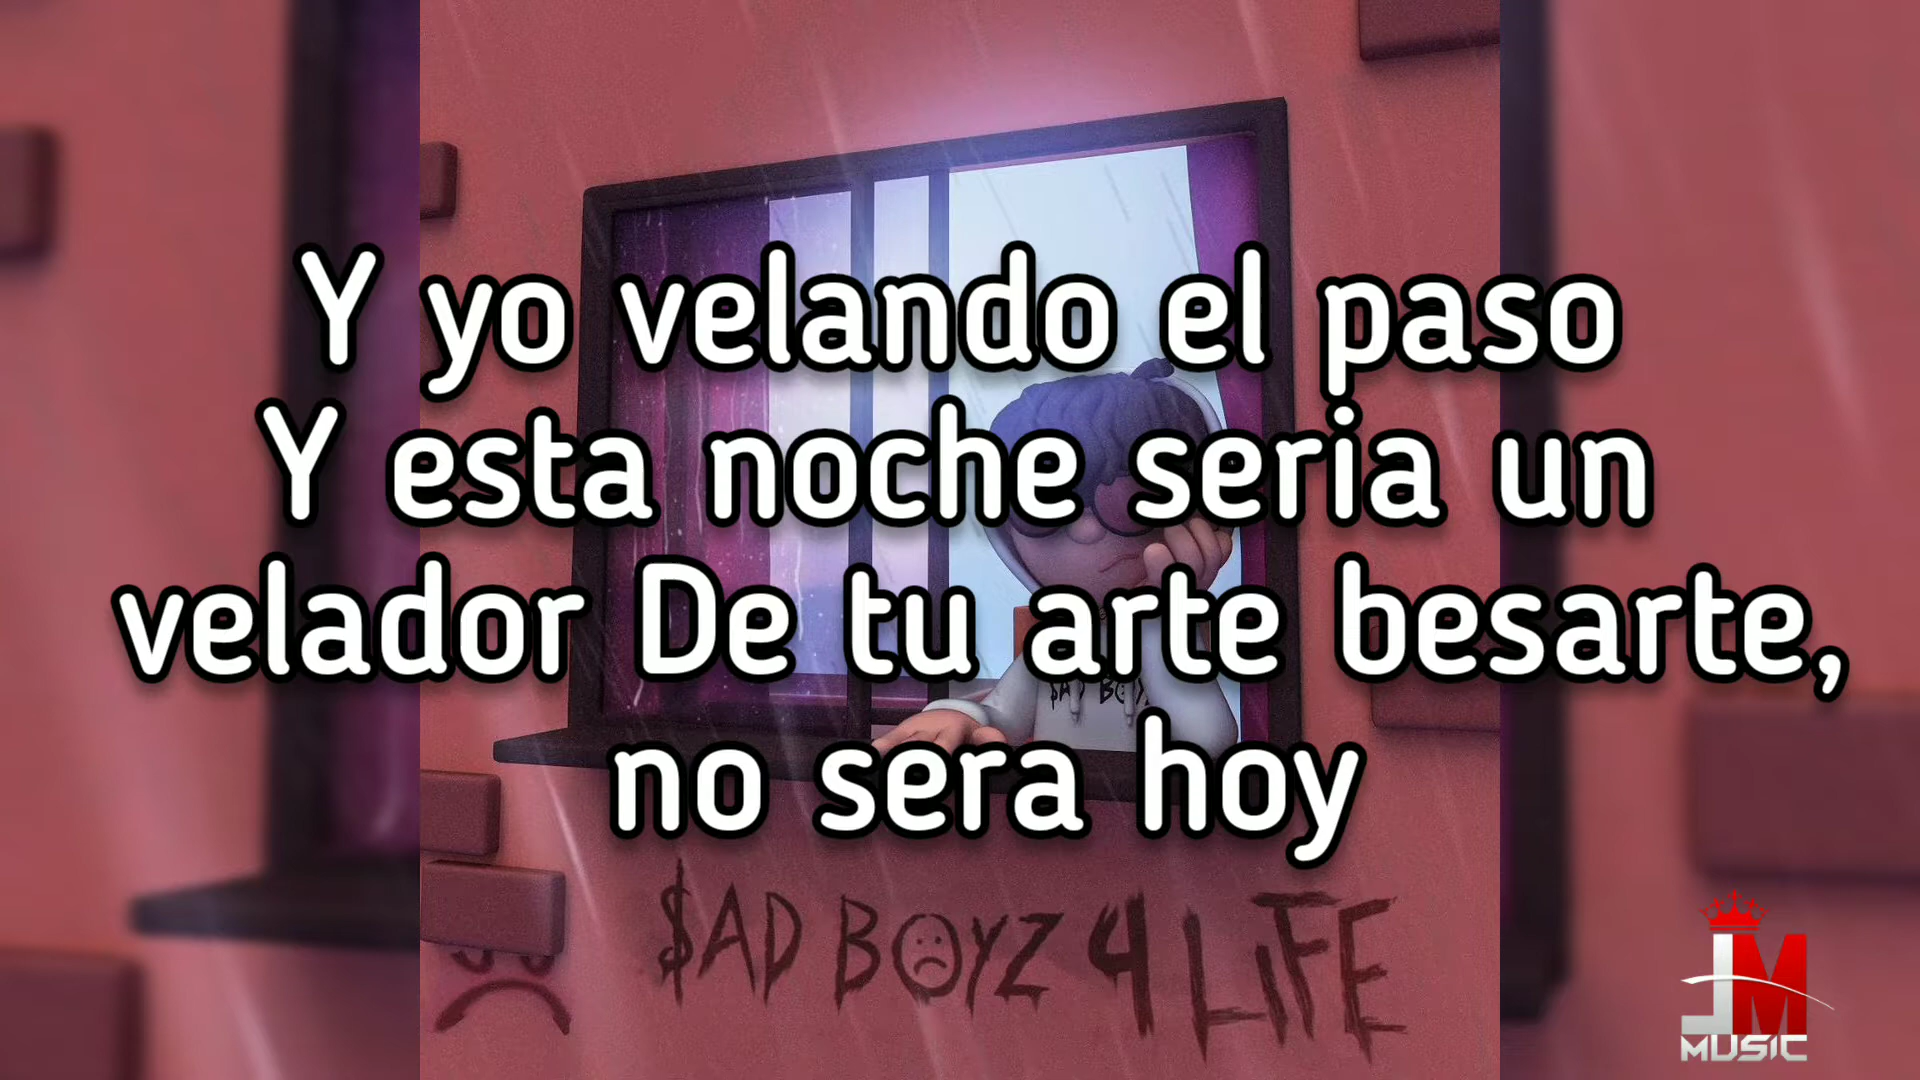 Y yo velando el paso
Y esta noche seria un
velador De tu arte besarte,
no sera hoy
$AD BOYZ 4 LIFE
JM
MUSIC